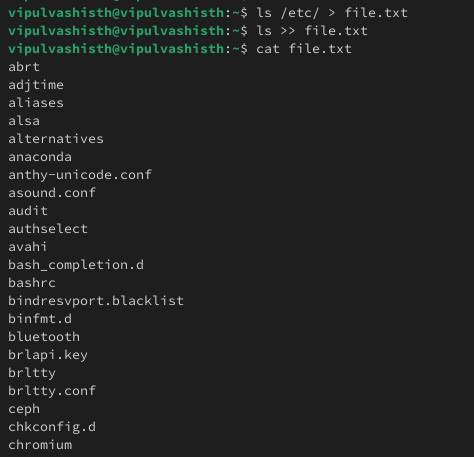 vipulvashisth@vipulvashisth:~$ ls /etc/ > file.txt
vipulvashisth@vipulvashisth:~$ ls >> file.txt
vipulvashisth@vipulvashisth:~$ cat file.txt
abrt
adjtime
aliases
alsa
alternatives
anaconda
anthy-unicode.conf
asound.conf
audit
authselect
avahi
bash_completion.d
bashrc
bindresvport.blacklist
binfmt.d
bluetooth
brlapi.key
brltty
brltty.conf
ceph
chkconfig.d
chromium